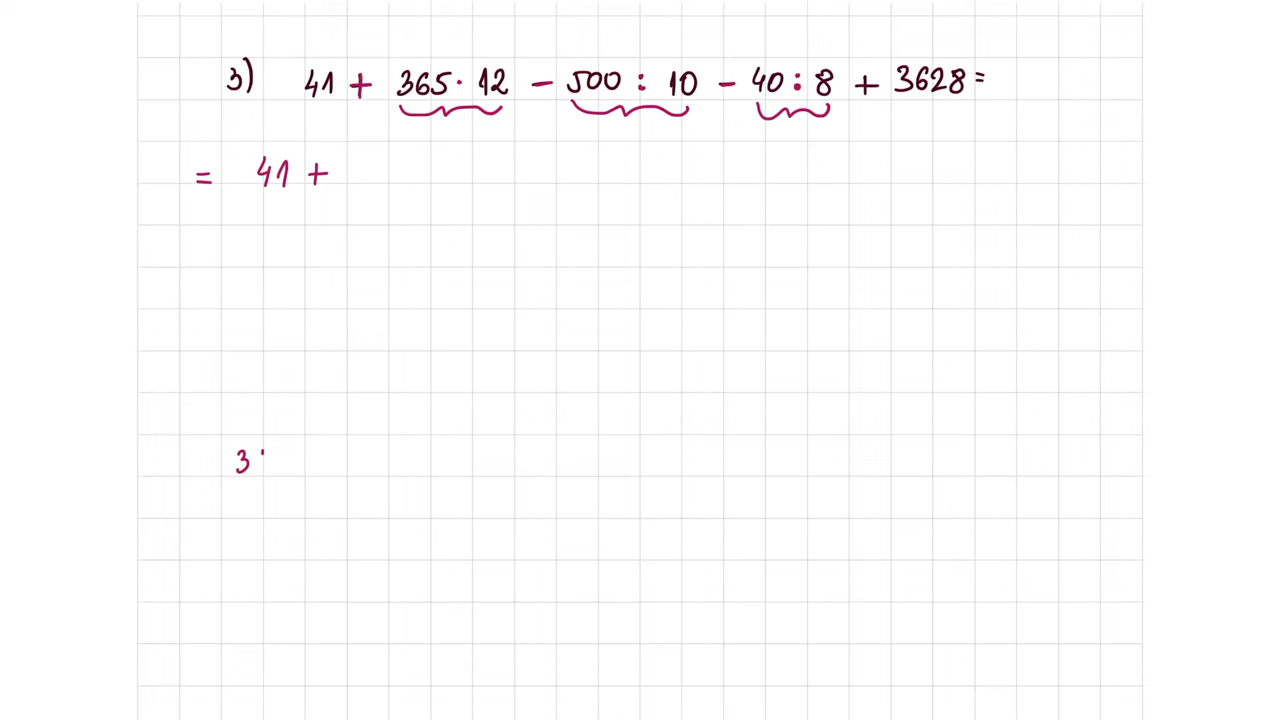 3) 41 + 365 · 12 - 500 : 10 - 40 : 8 + 3628 =
= 41 +
3